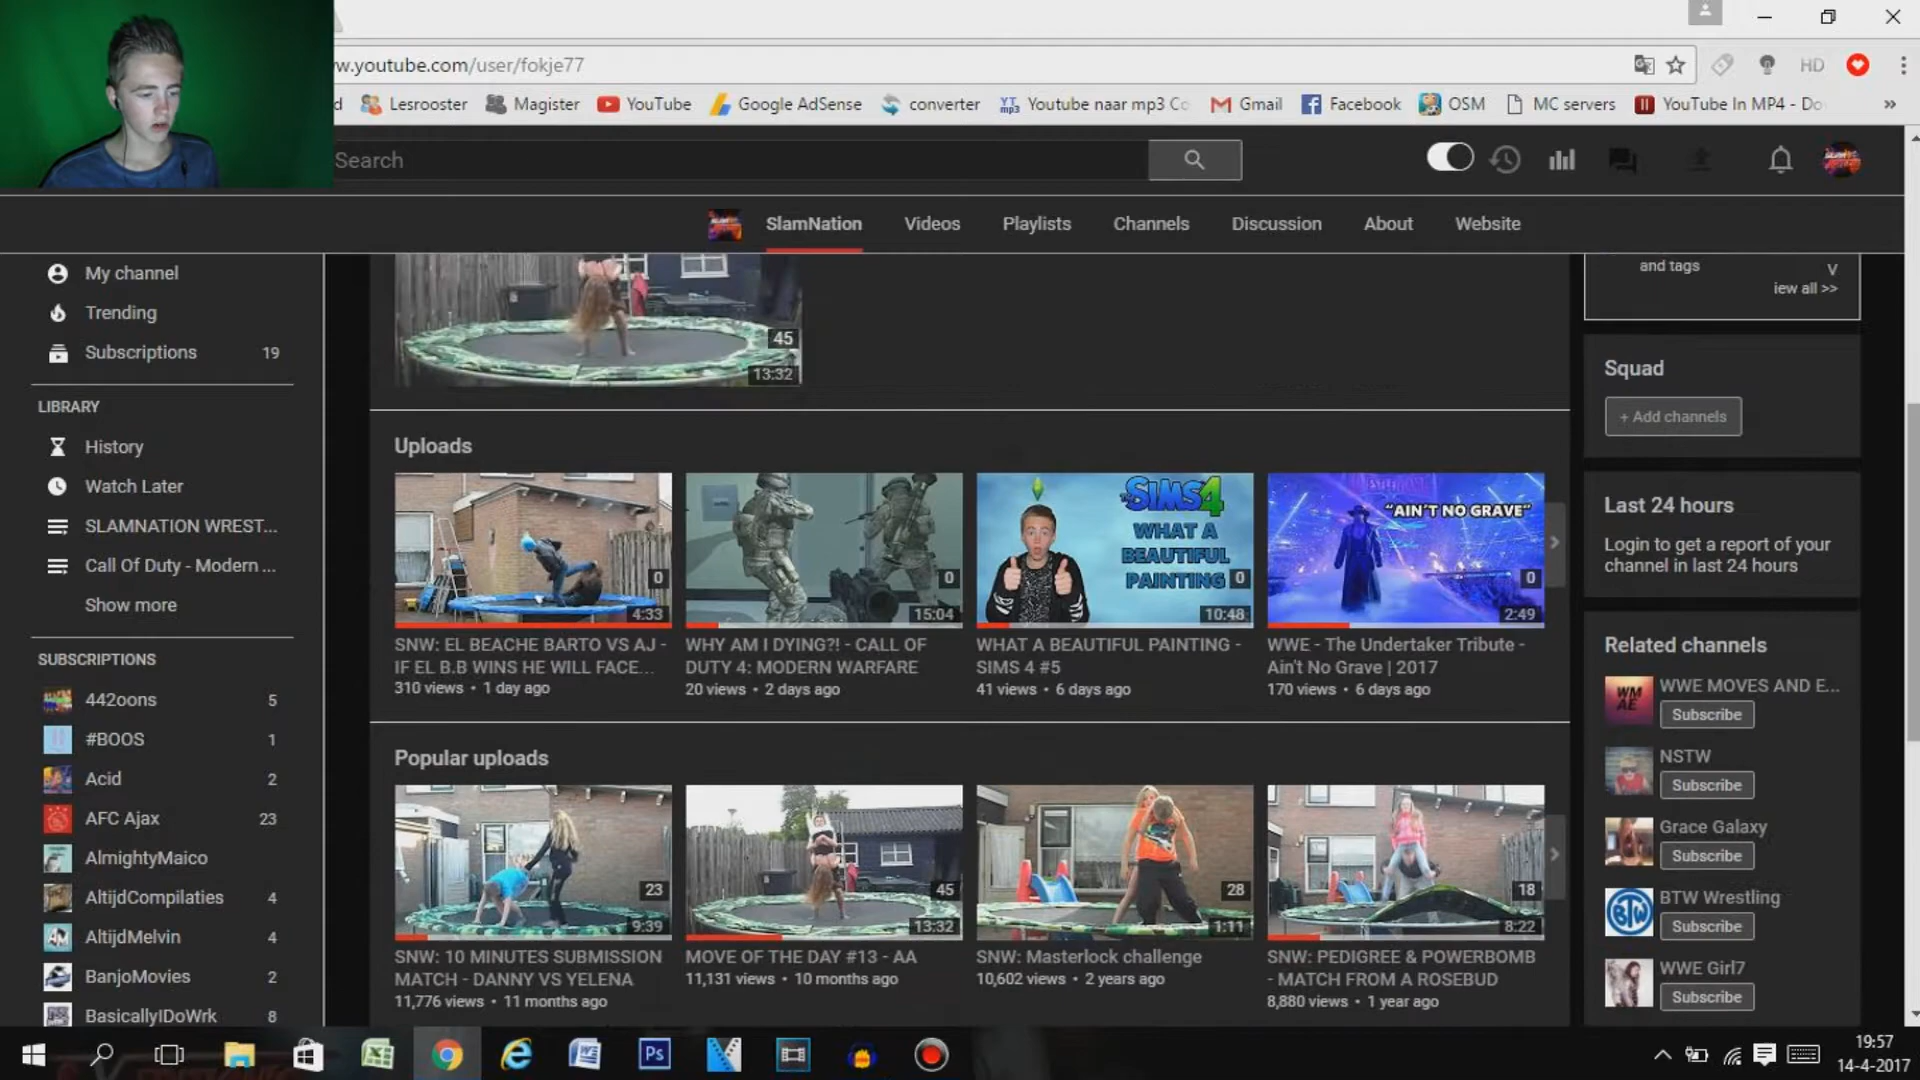 w.youtube.com/user/fokje77
d Lesrooster Magister YouTube Google AdSense converter Youtube naar mp3 Co Gmail Facebook OSM MC servers YouTube In MP4 - Do »
HD
Search
SlamNation Videos Playlists Channels Discussion About Website
My channel
Trending
Subscriptions 19
LIBRARY
History
Watch Later
SLAMNATION WREST...
Call Of Duty - Modern ...
Show more
SUBSCRIPTIONS
442oons 5
#BOOS 1
Acid 2
AFC Ajax 23
AlmightyMaico
AltijdCompilaties 4
AltijdMelvin 4
BanjoMovies 2
BasicallyIDoWrk 8
45
13:32
Uploads
0
4:33
SNW: EL BEACHE BARTO VS AJ -
IF EL B.B WINS HE WILL FACE...
310 views • 1 day ago
0
15:04
WHY AM I DYING?! - CALL OF
DUTY 4: MODERN WARFARE
20 views • 2 days ago
THE SIMS 4
WHAT A
BEAUTIFUL
PAINTING
0
10:48
WHAT A BEAUTIFUL PAINTING -
SIMS 4 #5
41 views • 6 days ago
"AIN'T NO GRAVE"
0
2:49
WWE - The Undertaker Tribute -
Ain't No Grave | 2017
170 views • 6 days ago
Popular uploads
23
9:39
SNW: 10 MINUTES SUBMISSION
MATCH - DANNY VS YELENA
11,776 views • 11 months ago
45
13:32
MOVE OF THE DAY #13 - AA
11,131 views • 10 months ago
28
1:11
SNW: Masterlock challenge
10,602 views • 2 years ago
18
8:22
SNW: PEDIGREE & POWERBOMB
- MATCH FROM A ROSEBUD
8,880 views • 1 year ago
and tags V
iew all >>
Squad
+ Add channels
Last 24 hours
Login to get a report of your
channel in last 24 hours
Related channels
WM
AE
WWE MOVES AND E...
Subscribe
NSTW
Subscribe
Grace Galaxy
Subscribe
BTW
BTW Wrestling
Subscribe
WWE Girl7
Subscribe
Ps
19:57
14-4-2017